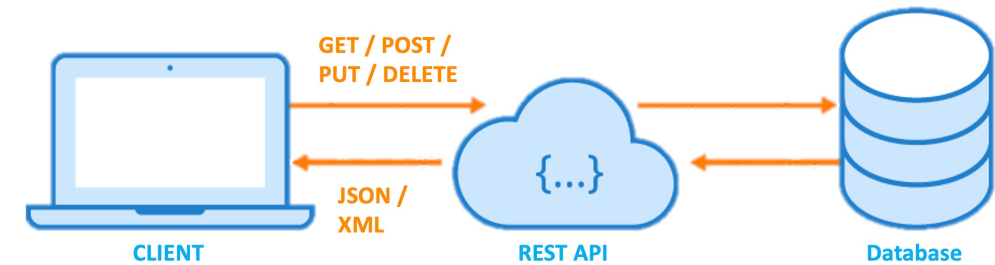 GET / POST /
PUT / DELETE
{...}
JSON /
XML
CLIENT
REST API
Database